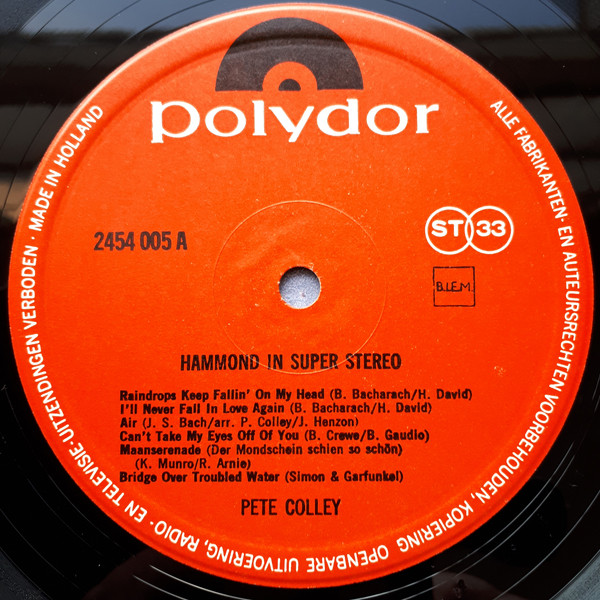 polydor
ALLE FABRIKANTEN- EN AUTEURSRECHTEN VOORBEHOUDEN, KOPIERING OPENBARE UITVOERING, RADIO- EN TELEVISIE-UITZENDINGEN VERBODEN · MADE IN HOLLAND
2454 005 A
ST 33
B.I.E.M.
HAMMOND IN SUPER STEREO
Raindrops Keep Fallin' On My Head (B. Bacharach/H. David)
I'll Never Fall In Love Again (B. Bacharach/H. David)
Air (J. S. Bach/arr. P. Colley/J. Henzon)
Can't Take My Eyes Off Of You (B. Crewe/B. Gaudio)
Maanserenade (Der Mondschein schien so schön)
(K. Munro/R. Arnie)
Bridge Over Troubled Water (Simon & Garfunkel)
PETE COLLEY